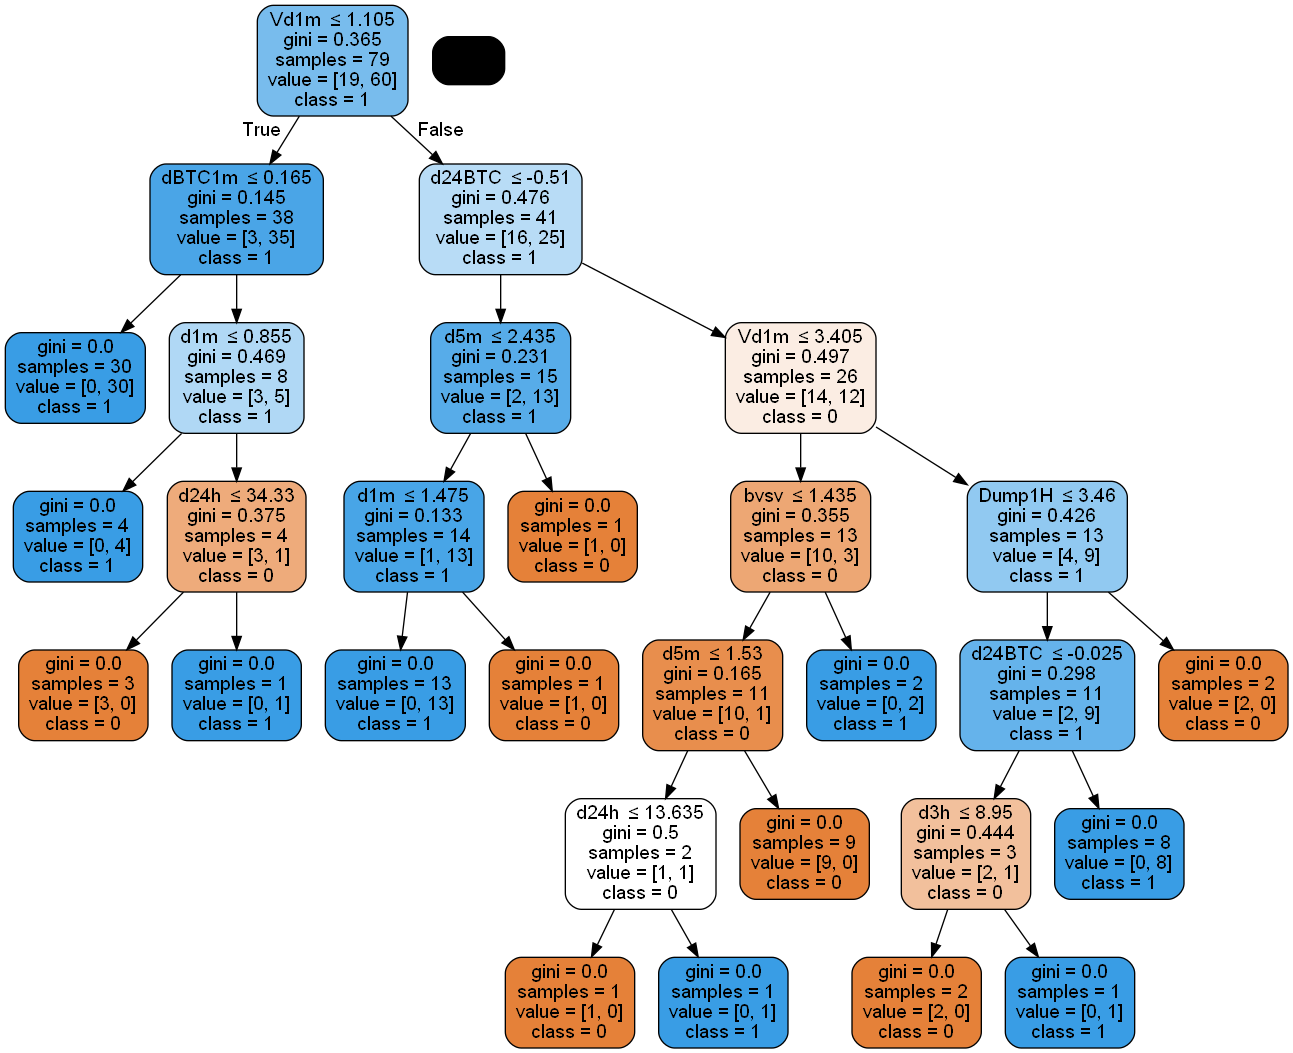 Vd1m ≤ 1.105
gini = 0.365
samples = 79
value = [19, 60]
class = 1
True
False
dBTC1m ≤ 0.165
gini = 0.145
samples = 38
value = [3, 35]
class = 1
d24BTC ≤ -0.51
gini = 0.476
samples = 41
value = [16, 25]
class = 1
gini = 0.0
samples = 30
value = [0, 30]
class = 1
d1m ≤ 0.855
gini = 0.469
samples = 8
value = [3, 5]
class = 1
d5m ≤ 2.435
gini = 0.231
samples = 15
value = [2, 13]
class = 1
Vd1m ≤ 3.405
gini = 0.497
samples = 26
value = [14, 12]
class = 0
gini = 0.0
samples = 4
value = [0, 4]
class = 1
d24h ≤ 34.33
gini = 0.375
samples = 4
value = [3, 1]
class = 0
d1m ≤ 1.475
gini = 0.133
samples = 14
value = [1, 13]
class = 1
gini = 0.0
samples = 1
value = [1, 0]
class = 0
bvsv ≤ 1.435
gini = 0.355
samples = 13
value = [10, 3]
class = 0
Dump1H ≤ 3.46
gini = 0.426
samples = 13
value = [4, 9]
class = 1
gini = 0.0
samples = 3
value = [3, 0]
class = 0
gini = 0.0
samples = 1
value = [0, 1]
class = 1
gini = 0.0
samples = 13
value = [0, 13]
class = 1
gini = 0.0
samples = 1
value = [1, 0]
class = 0
d5m ≤ 1.53
gini = 0.165
samples = 11
value = [10, 1]
class = 0
gini = 0.0
samples = 2
value = [0, 2]
class = 1
d24BTC ≤ -0.025
gini = 0.298
samples = 11
value = [2, 9]
class = 1
gini = 0.0
samples = 2
value = [2, 0]
class = 0
d24h ≤ 13.635
gini = 0.5
samples = 2
value = [1, 1]
class = 0
gini = 0.0
samples = 9
value = [9, 0]
class = 0
d3h ≤ 8.95
gini = 0.444
samples = 3
value = [2, 1]
class = 0
gini = 0.0
samples = 8
value = [0, 8]
class = 1
gini = 0.0
samples = 1
value = [1, 0]
class = 0
gini = 0.0
samples = 1
value = [0, 1]
class = 1
gini = 0.0
samples = 2
value = [2, 0]
class = 0
gini = 0.0
samples = 1
value = [0, 1]
class = 1